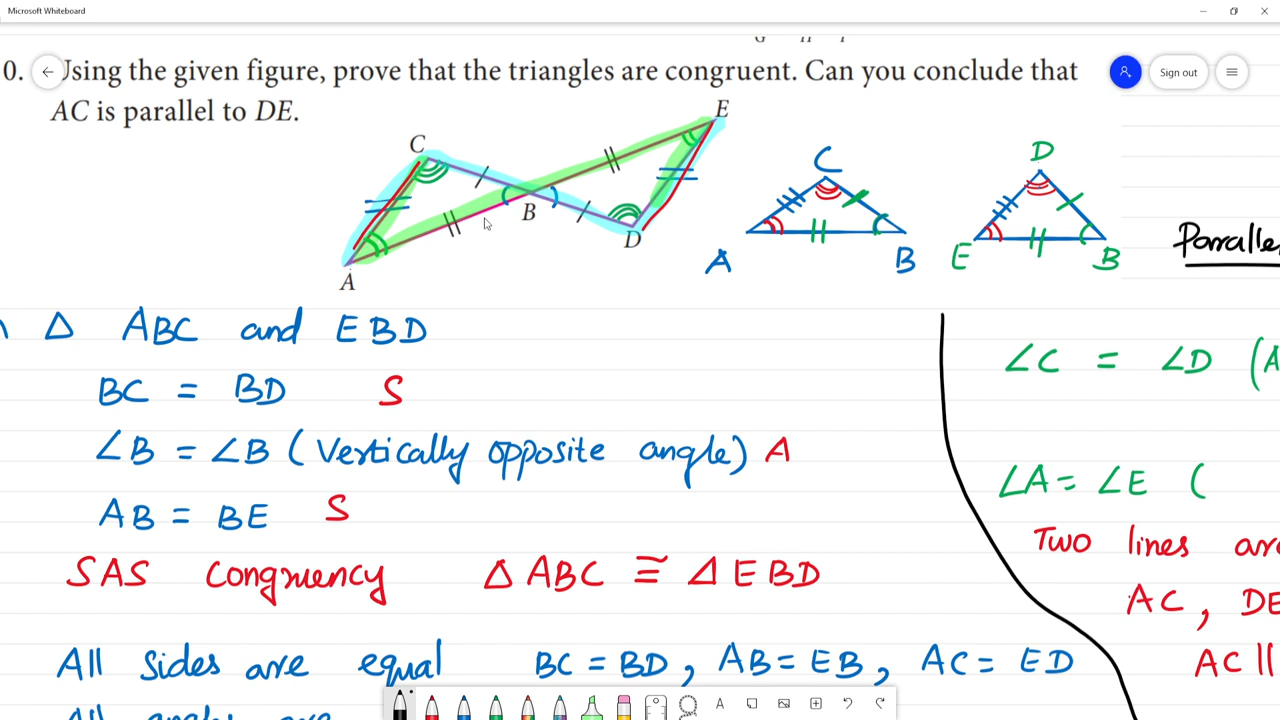 Microsoft Whiteboard
0. Using the given figure, prove that the triangles are congruent. Can you conclude that
AC is parallel to DE.
Sign out
C
E
B
D
A
C
A
B
D
E
B
Parallel
Δ ABC and EBD
BC = BD S
∠B = ∠B (Vertically opposite angle) A
AB = BE S
SAS Congruency Δ ABC ≅ Δ EBD
All sides are equal BC = BD, AB = EB, AC = ED
∠C = ∠D (A
∠A = ∠E (
Two lines are
AC, DE
AC ||